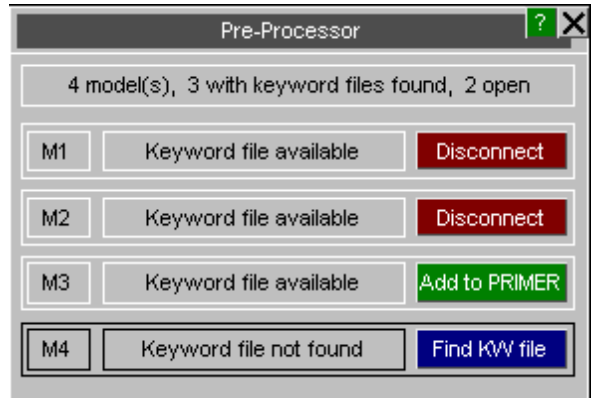 Pre-Processor ? X
4 model(s), 3 with keyword files found, 2 open
M1 Keyword file available Disconnect
M2 Keyword file available Disconnect
M3 Keyword file available Add to PRIMER
M4 Keyword file not found Find KW file